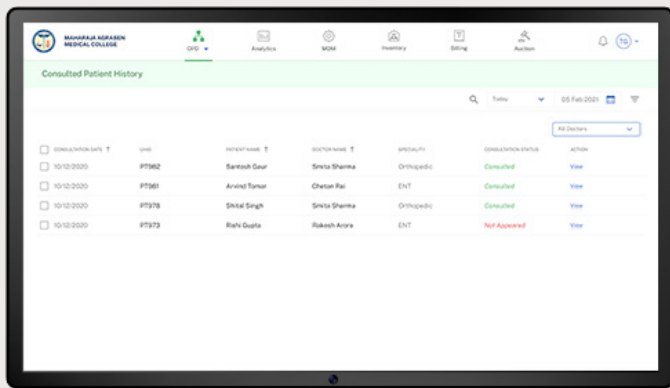 MAHARAJA AGRASEN
MEDICAL COLLEGE
OPD
Analytics
MDM
Inventory
Billing
Auction
TG
Consulted Patient History
Today
05 Feb 2021
All Doctors
CONSULTATION DATE UHID PATIENT NAME DOCTOR NAME SPECIALITY CONSULTATION STATUS ACTION
10/12/2020 PT982 Santosh Gaur Smita Sharma Orthopedic Consulted View
10/12/2020 PT981 Arvind Tomar Chetan Rai ENT Consulted View
10/12/2020 PT978 Shital Singh Smita Sharma Orthopedic Consulted View
10/12/2020 PT973 Rishi Gupta Rakesh Arora ENT Not Appeared View